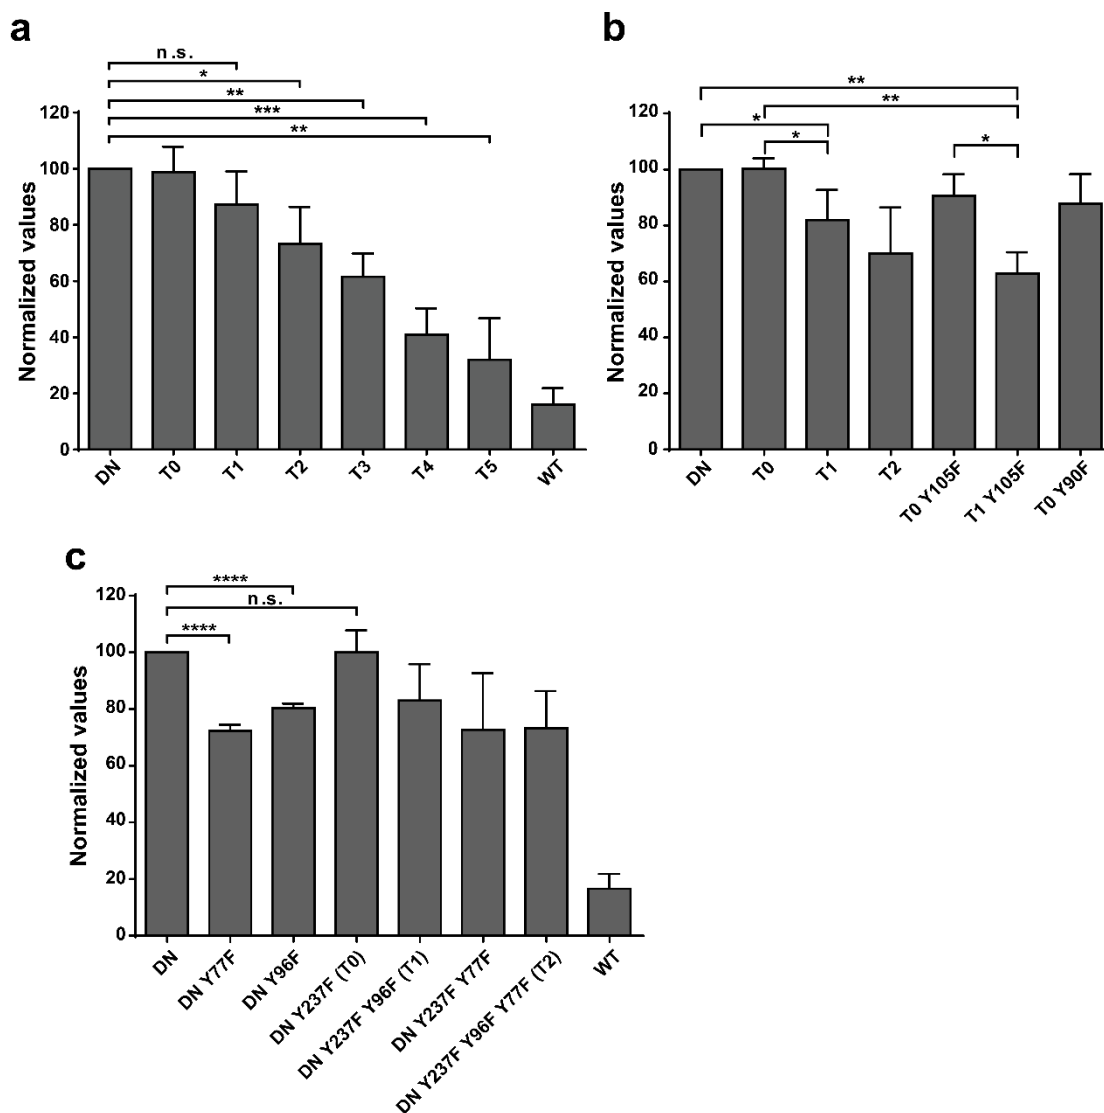 a
n.s.
*
**
***
**
Normalized values
120
100
80
60
40
20
0
DN
T0
T1
T2
T3
T4
T5
WT
b
**
**
*
*
*
Normalized values
120
100
80
60
40
20
0
DN
T0
T1
T2
T0 Y105F
T1 Y105F
T0 Y90F
c
****
n.s.
****
Normalized values
120
100
80
60
40
20
0
DN
DN Y77F
DN Y96F
DN Y237F (T0)
DN Y237F Y96F (T1)
DN Y237F Y77F
DN Y237F Y96F Y77F (T2)
WT